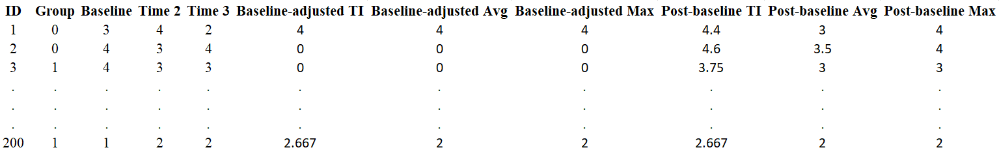 ID Group Baseline Time 2 Time 3 Baseline-adjusted TI Baseline-adjusted Avg Baseline-adjusted Max Post-baseline TI Post-baseline Avg Post-baseline Max
1 0 3 4 2 4 4 4 4.4 3 4
2 0 4 3 4 0 0 0 4.6 3.5 4
3 1 4 3 3 0 0 0 3.75 3 3
. . . . . . . . . . .
. . . . . . . . . . .
. . . . . . . . . . .
200 1 1 2 2 2.667 2 2 2.667 2 2